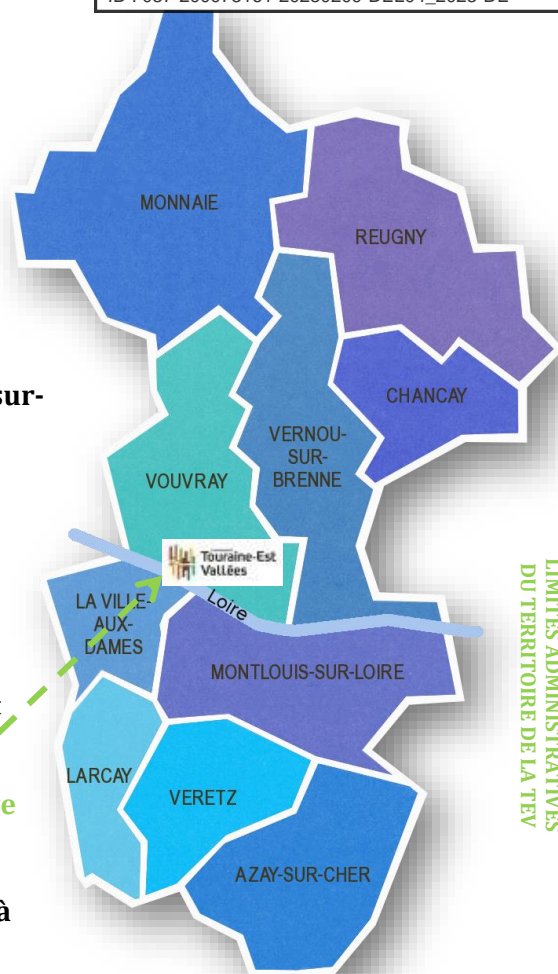 MONNAIE
REUGNY
sur-
CHANCAY
VERNOU-
SUR-
BRENNE
VOUVRAY
Touraine-Est
Vallées
LA VILLE-
AUX-
DAMES
Loire
MONTLOUIS-SUR-LOIRE
LIMITES ADMINISTRATIVES
DU TERRITOIRE DE LA TEV
LARCAY
VERETZ
e
AZAY-SUR-CHER
à